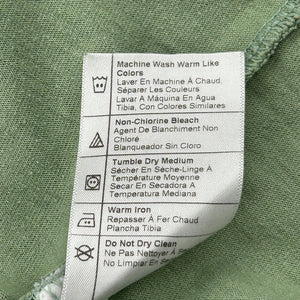 Machine Wash Warm Like
Colors
Laver En Machine À Chaud,
Séparer Les Couleurs
Lavar A Máquina En Agua
Tibia, Con Colores Similares
Non-Chlorine Bleach
Agent De Blanchiment Non
Chloré
Blanqueador Sin Cloro
Tumble Dry Medium
Sécher En Sèche-Linge À
Température Moyenne
Secar En Secadora A
Temperatura Mediana
Warm Iron
Repasser À Fer Chaud
Plancha Tibia
Do Not Dry Clean
Ne Pas Nettoyer À Sec
No Limpiar En